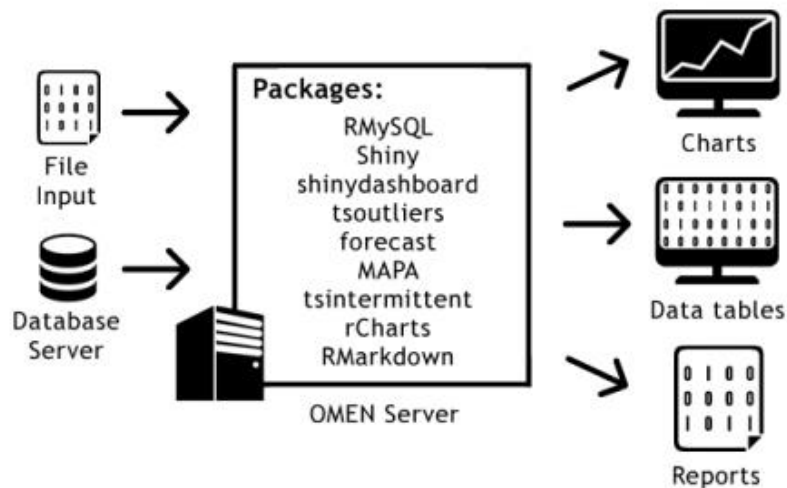 File
Input
Database
Server
Packages:
RMySQL
Shiny
shinydashboard
tsoutliers
forecast
MAPA
tsintermittent
rCharts
RMarkdown
OMEN Server
Charts
Data tables
Reports